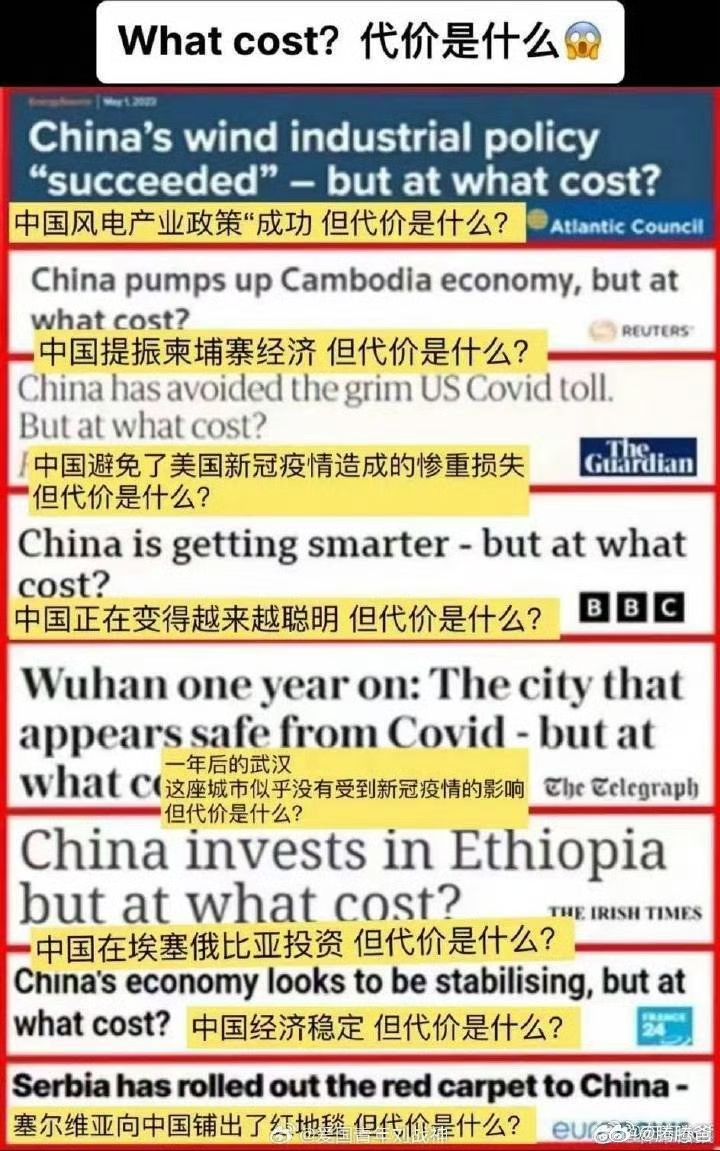 What cost? 代价是什么😱
May 1, 2023
China's wind industrial policy
“succeeded” – but at what cost?
中国风电产业政策“成功 但代价是什么?
Atlantic Council
China pumps up Cambodia economy, but at
what cost?
REUTERS
中国提振柬埔寨经济 但代价是什么?
China has avoided the grim US Covid toll.
But at what cost?
中国避免了美国新冠疫情造成的惨重损失
但代价是什么?
The
Guardian
China is getting smarter - but at what
cost?
中国正在变得越来越聪明 但代价是什么?
BBC
Wuhan one year on: The city that
appears safe from Covid - but at
what
一年后的武汉
这座城市似乎没有受到新冠疫情的影响
但代价是什么?
The Telegraph
China invests in Ethiopia
but at what cost?
THE IRISH TIMES
中国在埃塞俄比亚投资 但代价是什么?
China's economy looks to be stabilising, but at
what cost?
中国经济稳定 但代价是什么?
FRANCE
24
Serbia has rolled out the red carpet to China -
塞尔维亚向中国铺出了红地毯 但代价是什么?
@腾腾爸